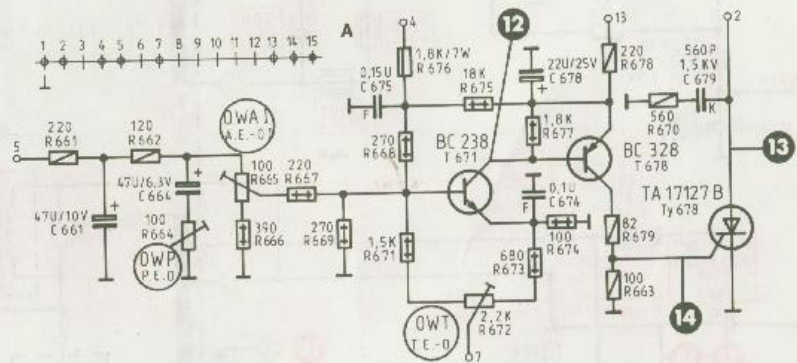 1 2 3 4 5 6 7 8 9 10 11 12 13 14 15
A
4
12
13
2
1,8K/7W
R676
0,15U
C675
F
18K
R675
22U/25V
C678
+
220
R678
560P
1,5KV
C679
K
560
R670
5
220
R661
120
R662
OWAI
A.E.-01
270
R668
BC 238
T671
1,8K
R677
BC 328
T678
13
TA 17127 B
Ty678
47U/10V
C661
+
47U/6,3V
C664
+
100
R665
220
R667
0,1U
C674
F
100
R664
OWP
P.E.0
390
R666
270
R669
1,5K
R671
680
R673
100
R674
82
R679
100
R663
14
OWT
T.E-0
2,2K
R672
7